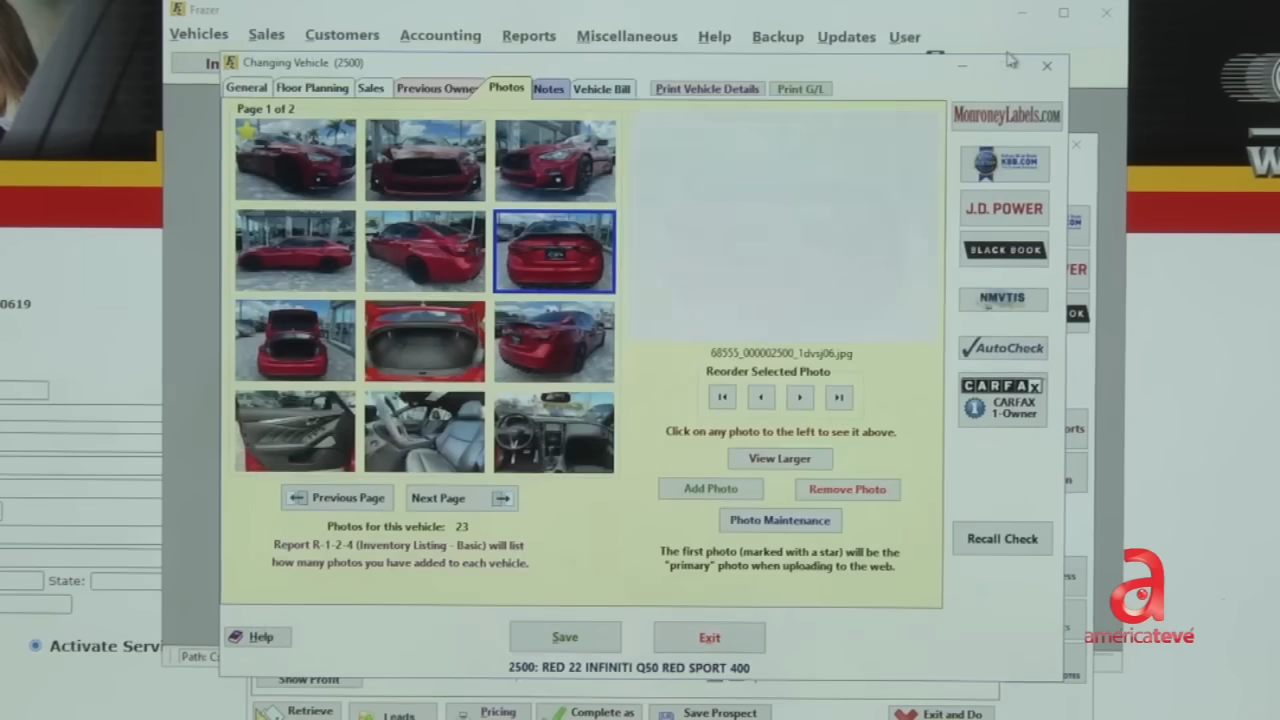 Frazer
Vehicles Sales Customers Accounting Reports Miscellaneous Help Backup Updates User
In
Changing Vehicle (2500)
General Floor Planning Sales Previous Owne Photos Notes Vehicle Bill Print Vehicle Details Print G/L
Page 1 of 2
MonroneyLabels.com
KBB.COM
J.D. POWER
BLACK BOOK
NMVTIS
AutoCheck
CARFAX
CARFAX
1-Owner
Recall Check
0619
68555_000002500_1dvsj06.jpg
Reorder Selected Photo
Click on any photo to the left to see it above.
View Larger
Add Photo Remove Photo
Photo Maintenance
The first photo (marked with a star) will be the
"primary" photo when uploading to the web.
Previous Page Next Page
Photos for this vehicle: 23
Report R-1-2-4 (Inventory Listing - Basic) will list
how many photos you have added to each vehicle.
State:
Activate Serv
Path: C
Help Save Exit
2500: RED 22 INFINITI Q50 RED SPORT 400
Show Profit
Retrieve Leads Pricing Complete as Save Prospect Exit and Do
ER
OK
orts
W
a
américatevé